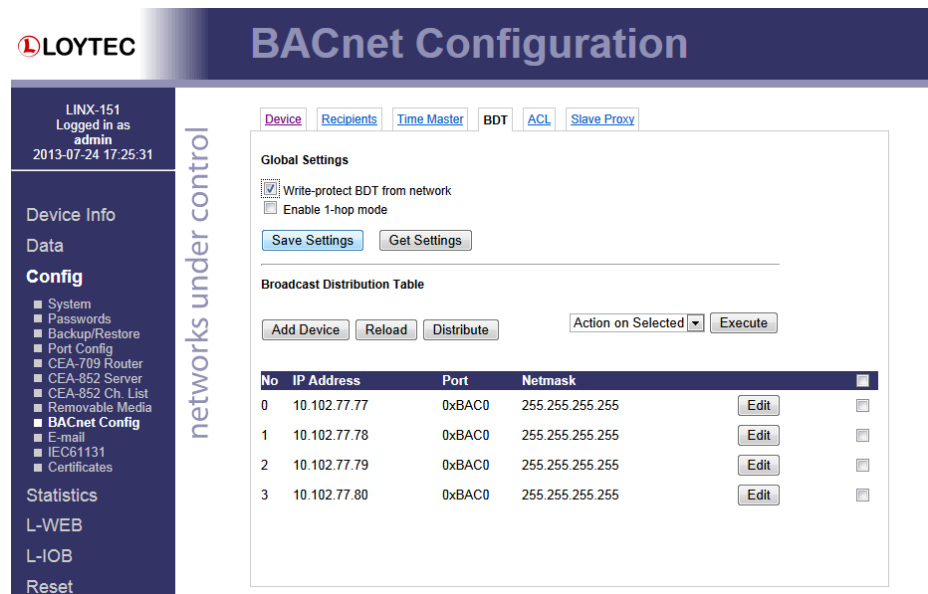 LOYTEC
BACnet Configuration
LINX-151
Logged in as
admin
2013-07-24 17:25:31
Device Info
Data
Config
System
Passwords
Backup/Restore
Port Config
CEA-709 Router
CEA-852 Server
CEA-852 Ch. List
Removable Media
BACnet Config
E-mail
IEC61131
Certificates
Statistics
L-WEB
L-IOB
Reset
networks under control
Device Recipients Time Master BDT ACL Slave Proxy
Global Settings
Write-protect BDT from network
Enable 1-hop mode
Save Settings Get Settings
Broadcast Distribution Table
Add Device Reload Distribute Action on Selected Execute
No IP Address Port Netmask
0 10.102.77.77 0xBAC0 255.255.255.255 Edit
1 10.102.77.78 0xBAC0 255.255.255.255 Edit
2 10.102.77.79 0xBAC0 255.255.255.255 Edit
3 10.102.77.80 0xBAC0 255.255.255.255 Edit